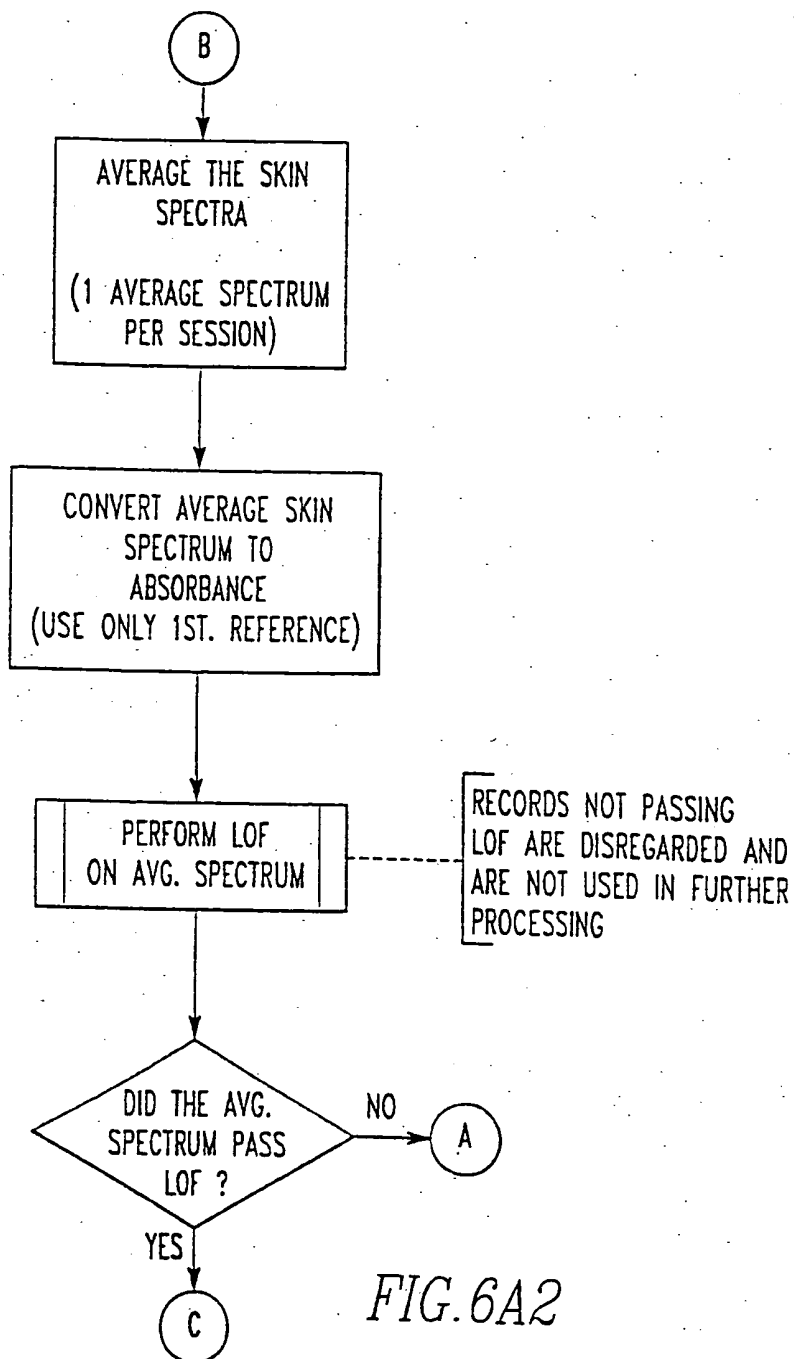 B
AVERAGE THE SKIN
SPECTRA
(1 AVERAGE SPECTRUM
PER SESSION)
CONVERT AVERAGE SKIN
SPECTRUM TO
ABSORBANCE
(USE ONLY 1ST. REFERENCE)
PERFORM LOF
ON AVG. SPECTRUM
RECORDS NOT PASSING
LOF ARE DISREGARDED AND
ARE NOT USED IN FURTHER
PROCESSING
DID THE AVG.
SPECTRUM PASS
LOF ?
NO
A
YES
C
FIG.6A2